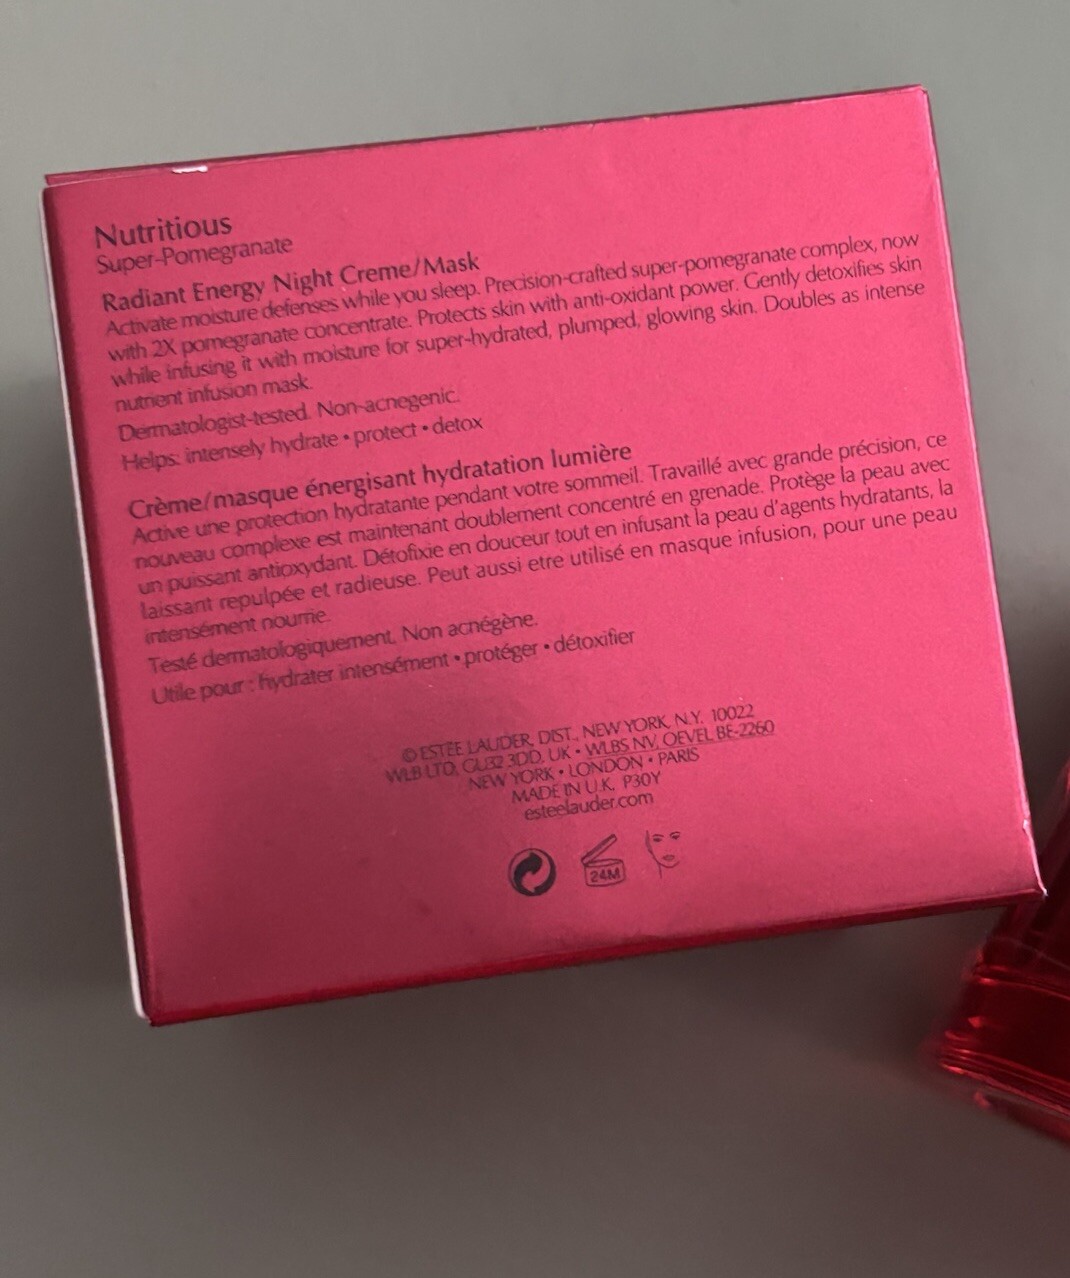 Nutritious
Super-Pomegranate
Radiant Energy Night Creme/Mask
Activate moisture defenses while you sleep. Precision-crafted super-pomegranate complex, now
with 2X pomegranate concentrate. Protects skin with anti-oxidant power. Gently detoxifies skin
while infusing it with moisture for super-hydrated, plumped, glowing skin. Doubles as intense
nutrient infusion mask.
Dermatologist-tested. Non-acnegenic.
Helps: intensely hydrate • protect • detox
Crème/masque énergisant hydratation lumière
Active une protection hydratante pendant votre sommeil. Travaillé avec grande précision, ce
nouveau complexe est maintenant doublement concentré en grenade. Protège la peau avec
un puissant antioxydant. Détofixie en douceur tout en infusant la peau d'agents hydratants, la
laissant repulpée et radieuse. Peut aussi etre utilisé en masque infusion, pour une peau
intensément nourrie.
Testé dermatologiquement. Non acnégène.
Utile pour : hydrater intensément • protéger • détoxifier
© ESTĒE LAUDER, DIST., NEW YORK, N.Y. 10022
WLB LTD, GU32 3DD, UK • WLBS NV, OEVEL BE-2260
NEW YORK • LONDON • PARIS
MADE IN U.K. P30Y
esteelauder.com
24M